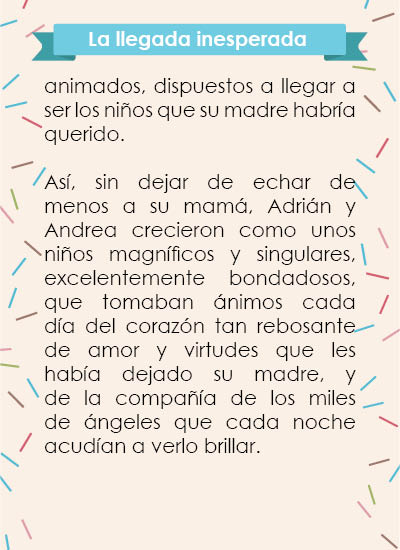 La llegada inesperada
animados, dispuestos a llegar a
ser los niños que su madre habría
querido.
Así, sin dejar de echar de
menos a su mamá, Adrián y
Andrea crecieron como unos
niños magníficos y singulares,
excelentemente bondadosos,
que tomaban ánimos cada
día del corazón tan rebosante
de amor y virtudes que les
había dejado su madre, y
de la compañía de los miles
de ángeles que cada noche
acudían a verlo brillar.